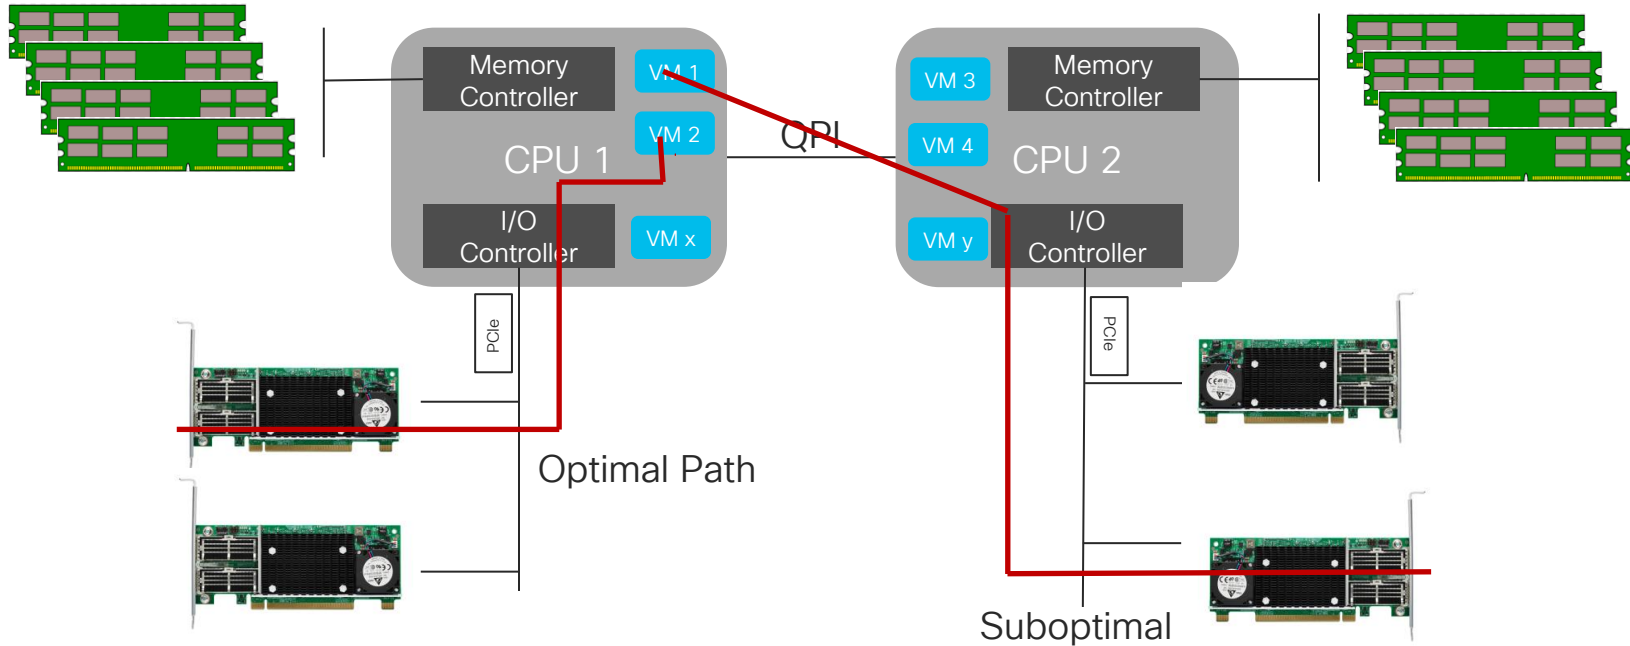 Memory
Controller
VM 1
VM 2
CPU 1
I/O
Controller
VM x
QPI
VM 3
Memory
Controller
VM 4
CPU 2
VM y
I/O
Controller
PCIe
PCIe
Optimal Path
Suboptimal